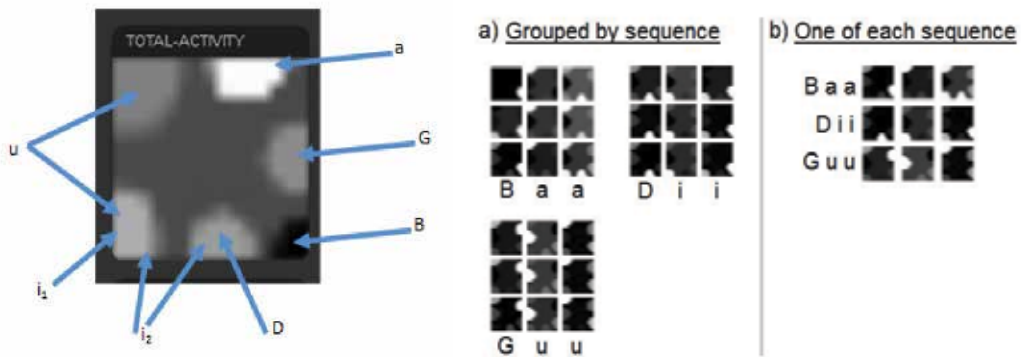 TOTAL-ACTIVITY
a
u
G
B
i₁
i₂
D
a) Grouped by sequence
B a a
D i i
G u u
b) One of each sequence
B a a
D i i
G u u